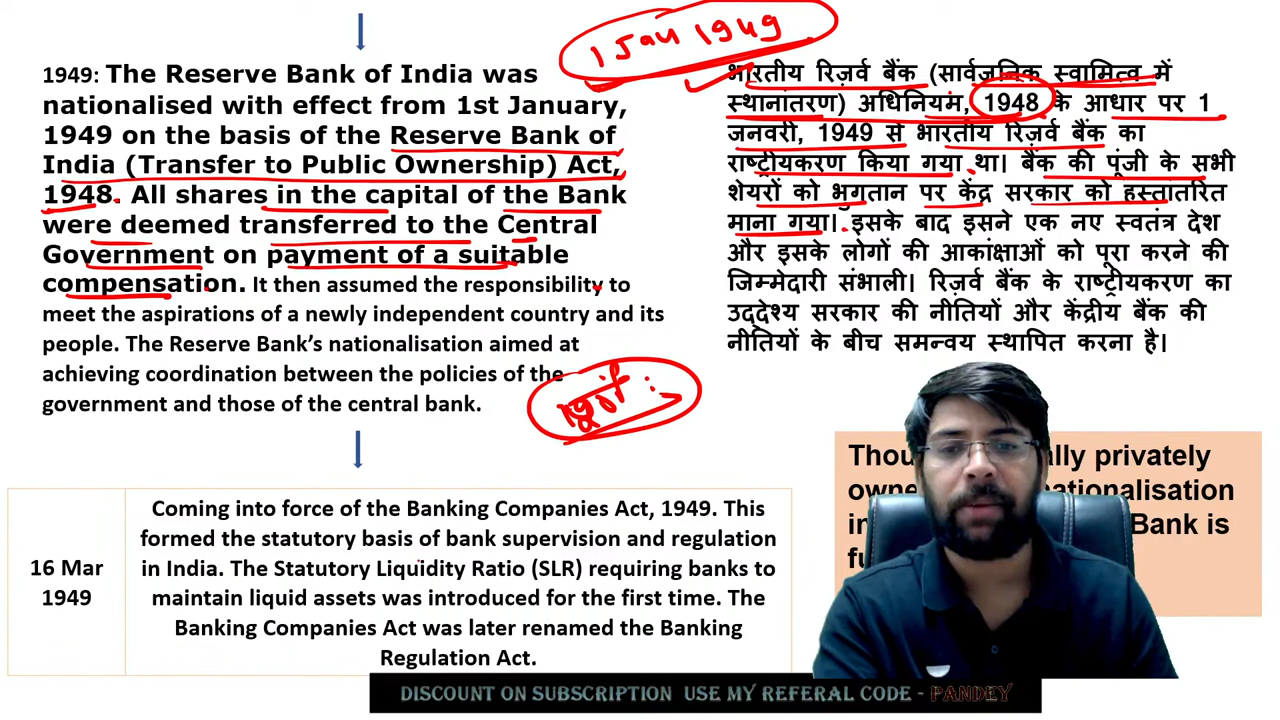 1 Jan 1949
1949: The Reserve Bank of India was
nationalised with effect from 1st January,
1949 on the basis of the Reserve Bank of
India (Transfer to Public Ownership) Act,
1948. All shares in the capital of the Bank
were deemed transferred to the Central
Government on payment of a suitable
compensation. It then assumed the responsibility to
meet the aspirations of a newly independent country and its
people. The Reserve Bank’s nationalisation aimed at
achieving coordination between the policies of the
government and those of the central bank.
भारतीय रिज़र्व बैंक (सार्वजनिक स्वामित्व में
स्थानांतरण) अधिनियम, 1948 के आधार पर 1
जनवरी, 1949 से भारतीय रिज़र्व बैंक का
राष्ट्रीयकरण किया गया था। बैंक की पूंजी के सभी
शेयरों को भुगतान पर केंद्र सरकार को हस्तांतरित
माना गया। इसके बाद इसने एक नए स्वतंत्र देश
और इसके लोगों की आकांक्षाओं को पूरा करने की
जिम्मेदारी संभाली। रिज़र्व बैंक के राष्ट्रीयकरण का
उद्देश्य सरकार की नीतियों और केंद्रीय बैंक की
नीतियों के बीच समन्वय स्थापित करना है।
16 Mar
1949
Coming into force of the Banking Companies Act, 1949. This
formed the statutory basis of bank supervision and regulation
in India. The Statutory Liquidity Ratio (SLR) requiring banks to
maintain liquid assets was introduced for the first time. The
Banking Companies Act was later renamed the Banking
Regulation Act.
privately
Bank is
DISCOUNT ON SUBSCRIPTION USE MY REFERAL CODE - PANDEY